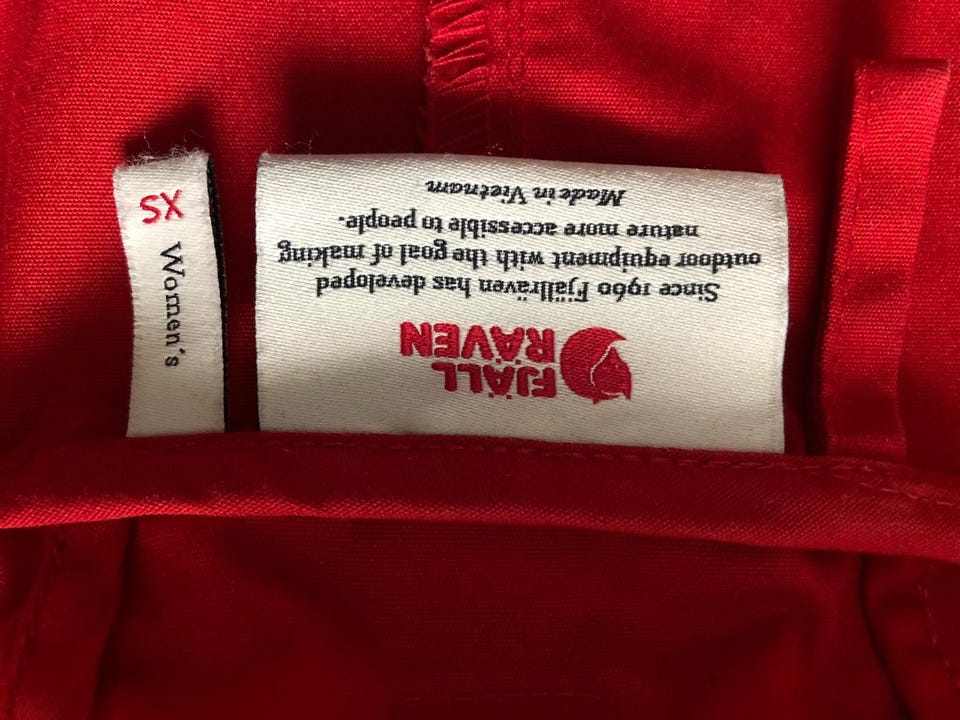 FJÄLL
RÄVEN
Since 1960 Fjällräven has developed
outdoor equipment with the goal of making
nature more accessible to people.
Made in Vietnam
XS
Women's